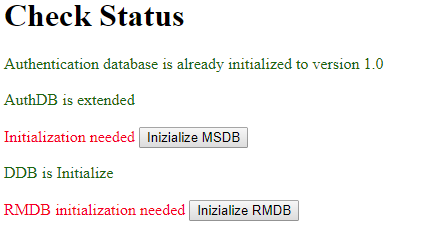 Check Status
Authentication database is already initialized to version 1.0
AuthDB is extended
Initialization needed Inizialize MSDB
DDB is Initialize
RMDB initialization needed Inizialize RMDB